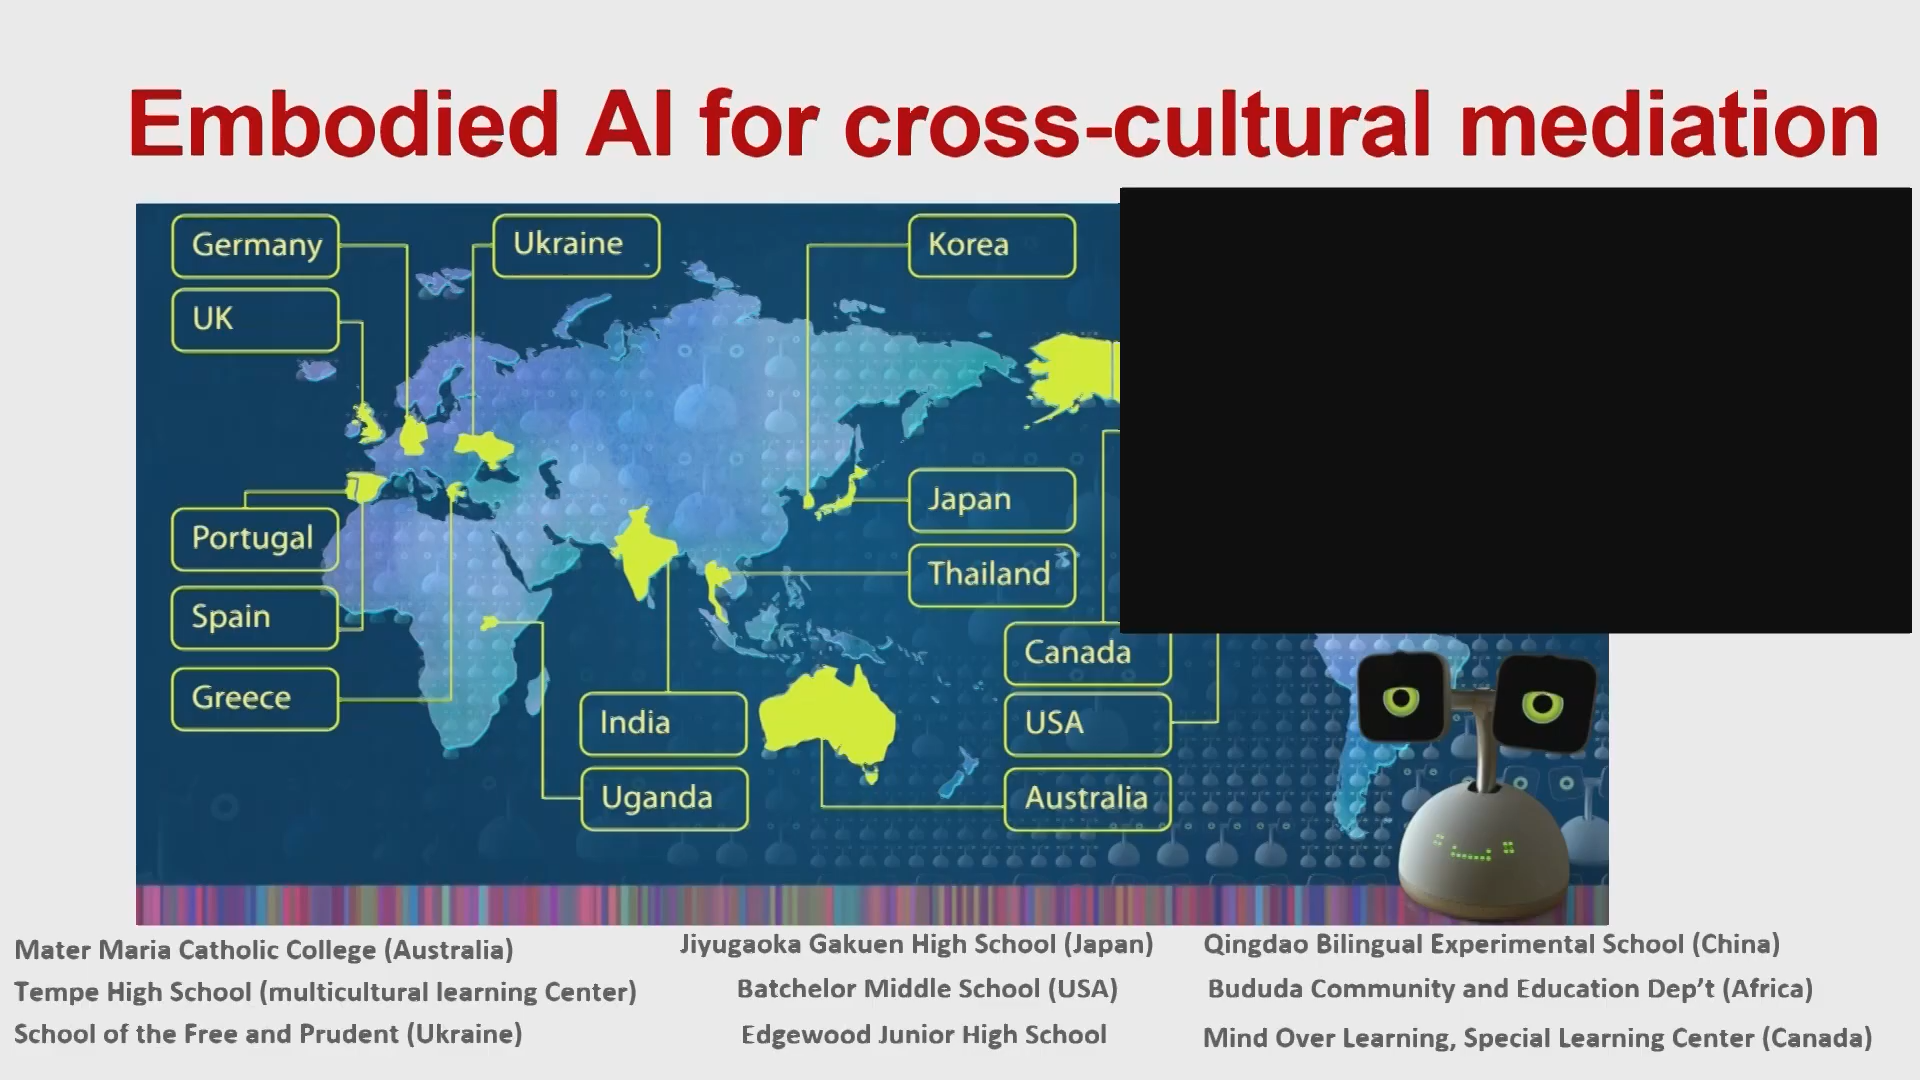 Embodied AI for cross-cultural mediation
Germany
Ukraine
Korea
UK
Japan
Portugal
Thailand
Spain
Canada
Greece
India
USA
Uganda
Australia
Mater Maria Catholic College (Australia)
Tempe High School (multicultural learning Center)
School of the Free and Prudent (Ukraine)
Jiyugaoka Gakuen High School (Japan)
Batchelor Middle School (USA)
Edgewood Junior High School
Qingdao Bilingual Experimental School (China)
Bududa Community and Education Dep't (Africa)
Mind Over Learning, Special Learning Center (Canada)